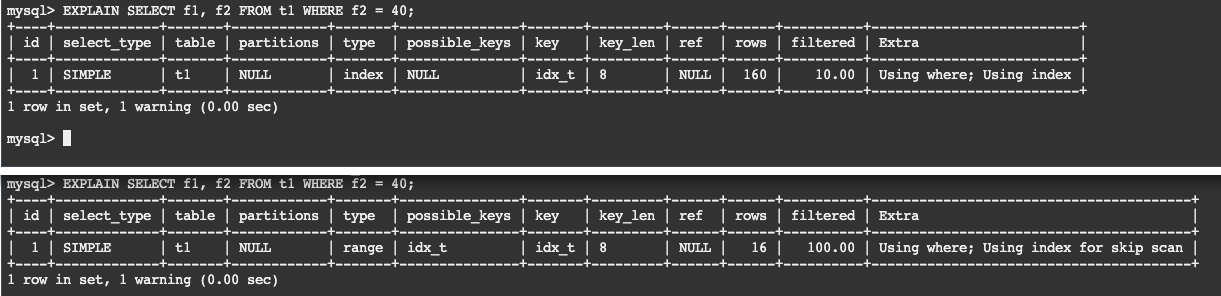 mysql> EXPLAIN SELECT f1, f2 FROM t1 WHERE f2 = 40;
+----+-------------+-------+------------+-------+---------------+-------+---------+------+------+----------+--------------------------+
| id | select_type | table | partitions | type  | possible_keys | key   | key_len | ref  | rows | filtered | Extra                    |
+----+-------------+-------+------------+-------+---------------+-------+---------+------+------+----------+--------------------------+
|  1 | SIMPLE      | t1    | NULL       | index | NULL          | idx_t | 8       | NULL |  160 |    10.00 | Using where; Using index |
+----+-------------+-------+------------+-------+---------------+-------+---------+------+------+----------+--------------------------+
1 row in set, 1 warning (0.00 sec)
mysql>
mysql> EXPLAIN SELECT f1, f2 FROM t1 WHERE f2 = 40;
+----+-------------+-------+------------+-------+---------------+-------+---------+------+------+----------+----------------------------------------+
| id | select_type | table | partitions | type  | possible_keys | key   | key_len | ref  | rows | filtered | Extra                                  |
+----+-------------+-------+------------+-------+---------------+-------+---------+------+------+----------+----------------------------------------+
|  1 | SIMPLE      | t1    | NULL       | range | idx_t         | idx_t | 8       | NULL |   16 |   100.00 | Using where; Using index for skip scan |
+----+-------------+-------+------------+-------+---------------+-------+---------+------+------+----------+----------------------------------------+
1 row in set, 1 warning (0.00 sec)